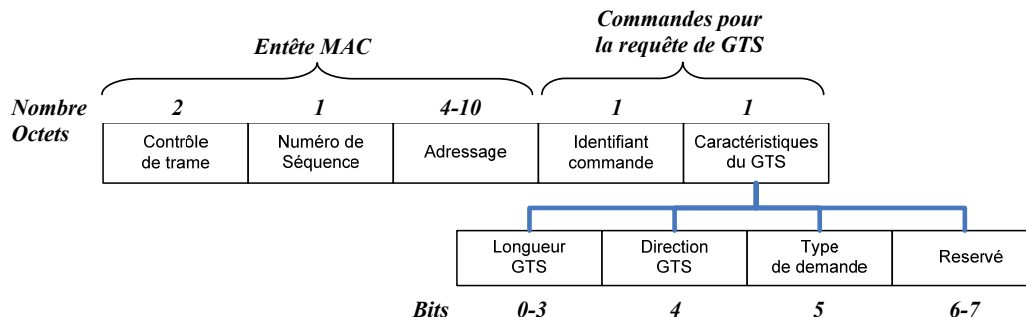 Commandes pour
la requête de GTS
Entête MAC
Nombre
Octets
2 1 4-10 1 1
Contrôle
de trame
Numéro de
Séquence
Adressage
Identifiant
commande
Caractéristiques
du GTS
Longueur
GTS
Direction
GTS
Type
de demande
Reservé
Bits 0-3 4 5 6-7